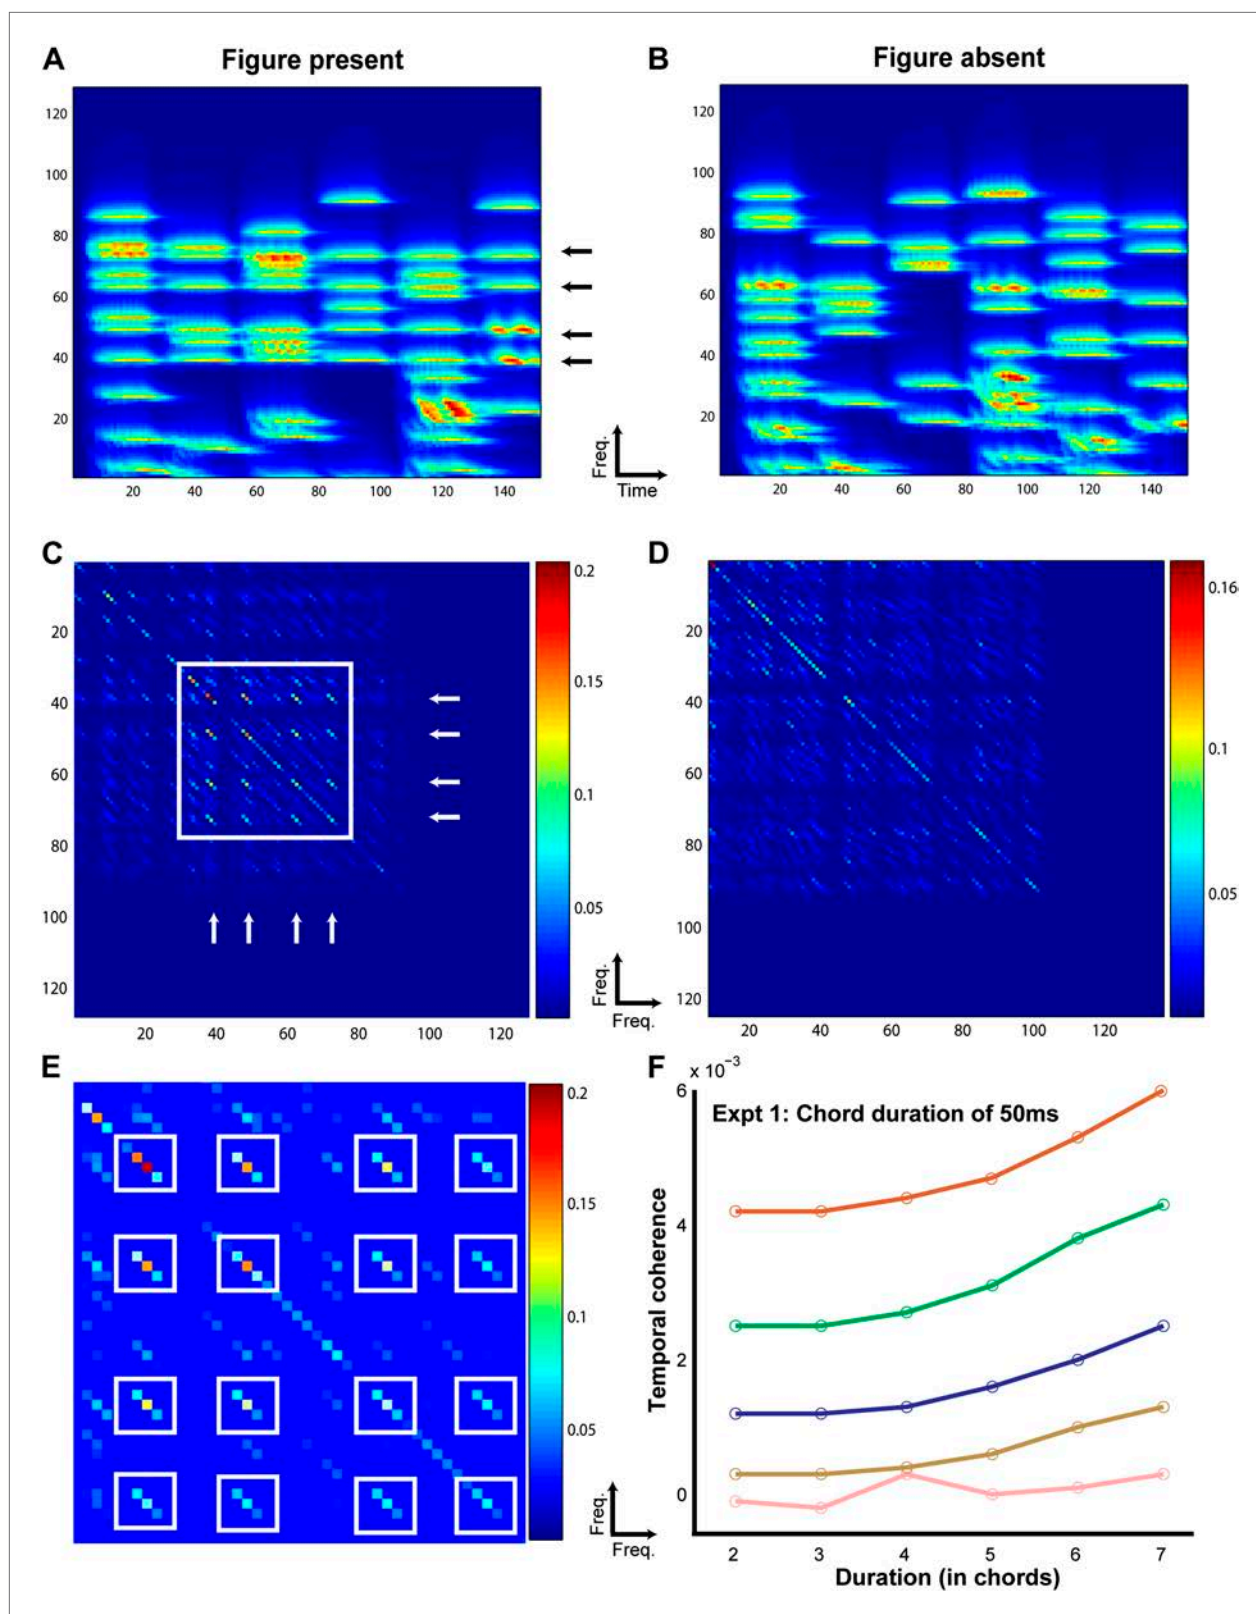 A
Figure present
B
Figure absent
120
100
80
60
40
20
20 40 60 80 100 120 140
Freq.
Time
120
100
80
60
40
20
20 40 60 80 100 120 140
C
20
40
60
80
100
120
20 40 60 80 100 120
0.2
0.15
0.1
0.05
Freq.
Freq.
D
20
40
60
80
100
120
20 40 60 80 100 120
0.16
0.1
0.05
E
0.2
0.15
0.1
0.05
Freq.
Freq.
F
x 10⁻³
Expt 1: Chord duration of 50ms
Temporal coherence
6
4
2
0
2 3 4 5 6 7
Duration (in chords)